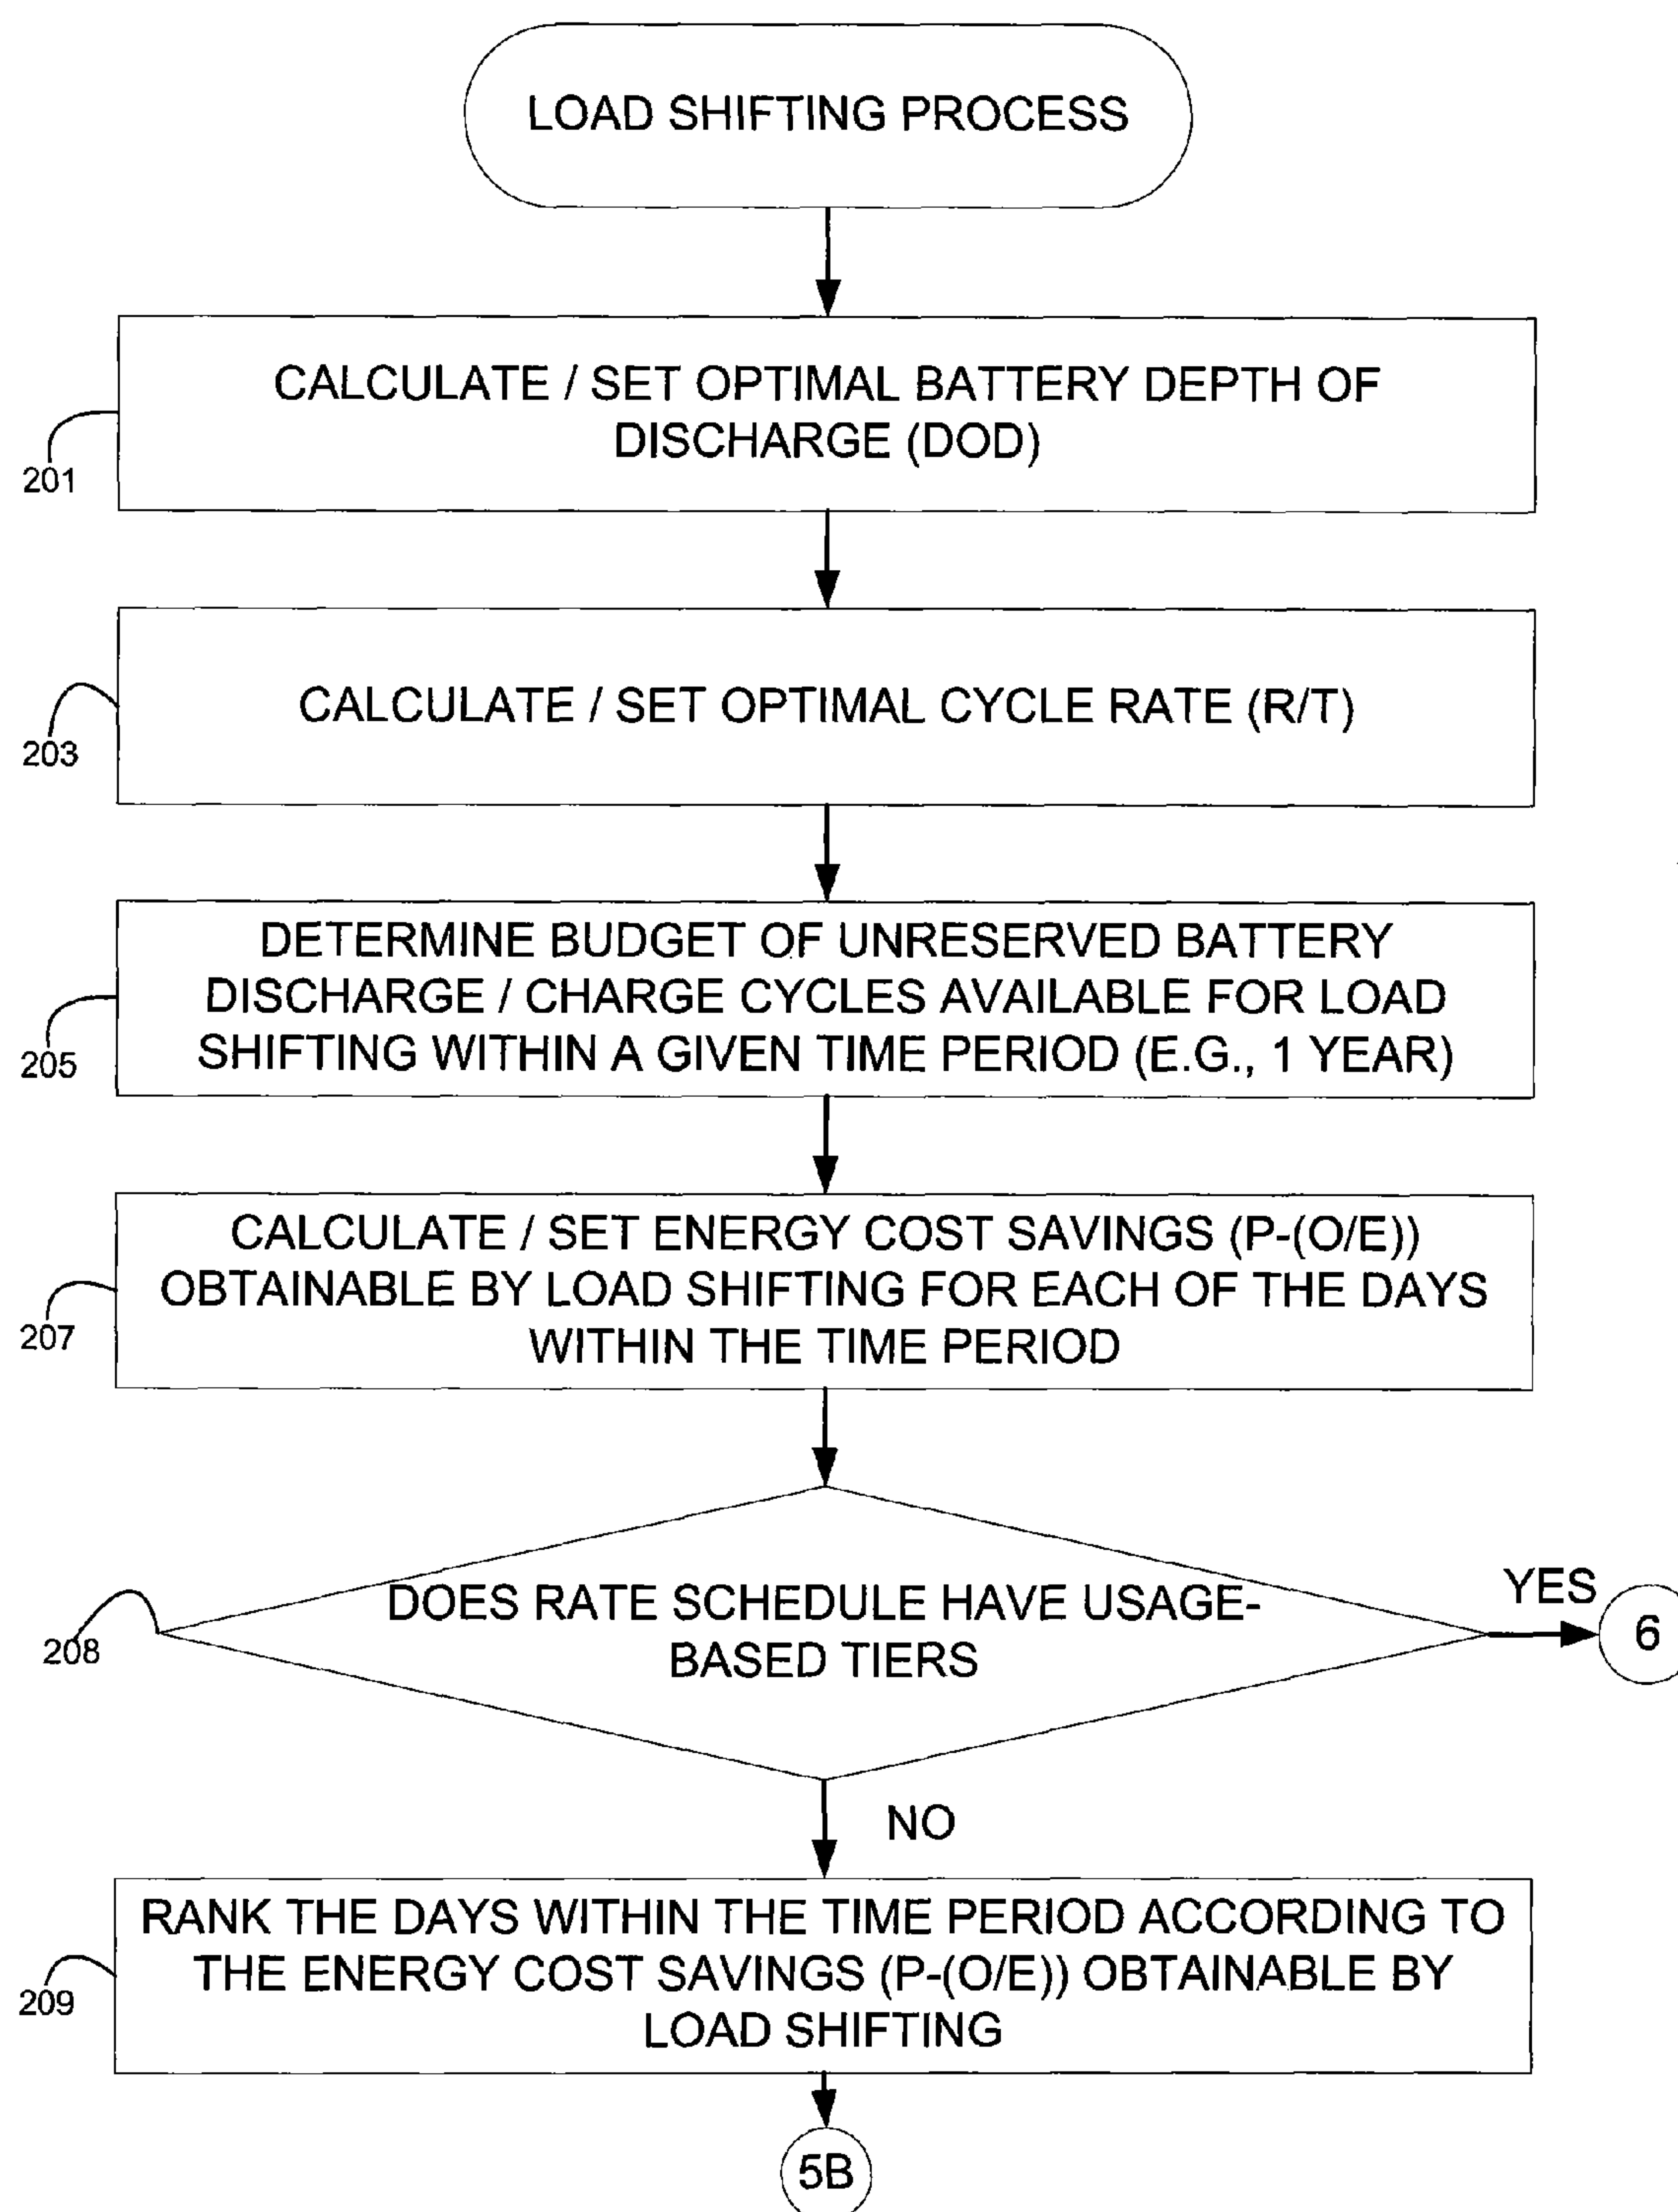 LOAD SHIFTING PROCESS
CALCULATE / SET OPTIMAL BATTERY DEPTH OF
DISCHARGE (DOD)
201
CALCULATE / SET OPTIMAL CYCLE RATE (R/T)
203
DETERMINE BUDGET OF UNRESERVED BATTERY
DISCHARGE / CHARGE CYCLES AVAILABLE FOR LOAD
SHIFTING WITHIN A GIVEN TIME PERIOD (E.G., 1 YEAR)
205
CALCULATE / SET ENERGY COST SAVINGS (P-(O/E))
OBTAINABLE BY LOAD SHIFTING FOR EACH OF THE DAYS
WITHIN THE TIME PERIOD
207
DOES RATE SCHEDULE HAVE USAGE-
BASED TIERS
208
YES
6
NO
RANK THE DAYS WITHIN THE TIME PERIOD ACCORDING TO
THE ENERGY COST SAVINGS (P-(O/E)) OBTAINABLE BY
LOAD SHIFTING
209
5B